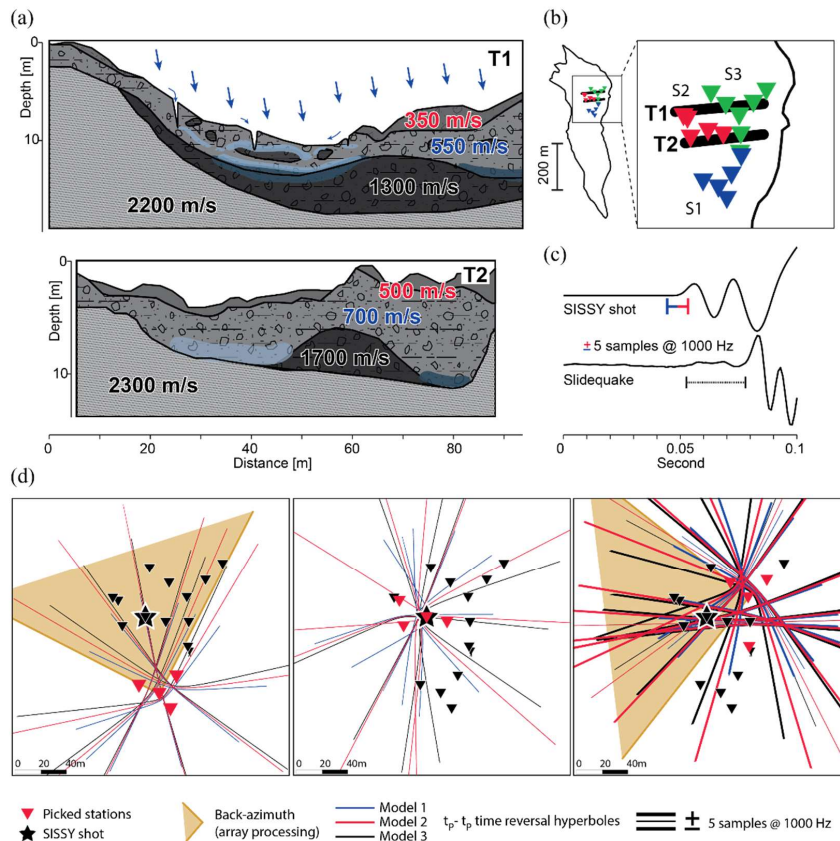 (a)
0
Depth [m]
10
T1
350 m/s
550 m/s
1300 m/s
2200 m/s
0
Depth [m]
10
T2
500 m/s
700 m/s
1700 m/s
2300 m/s
0 20 40 60 80
Distance [m]
(b)
200 m
S3
S2
T1
T2
S1
(c)
SISSY shot
± 5 samples @ 1000 Hz
Slidequake
0 0.05 0.1
Second
(d)
0 20 40m
0 20 40m
0 20 40m
Picked stations
SISSY shot
Back-azimuth
(array processing)
Model 1
Model 2
Model 3
tp- tp time reversal hyperboles
± 5 samples @ 1000 Hz